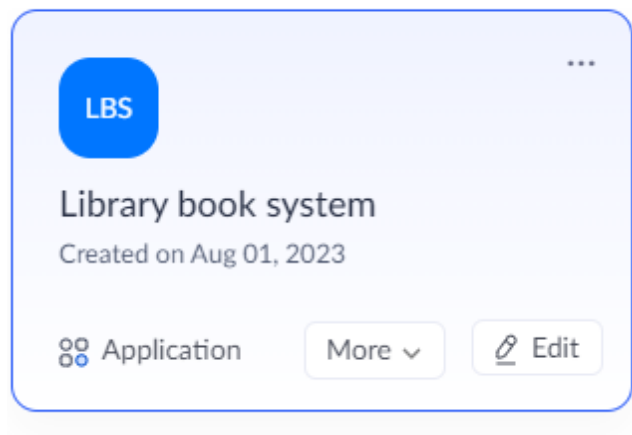 LBS
Library book system
Created on Aug 01, 2023
Application More Edit